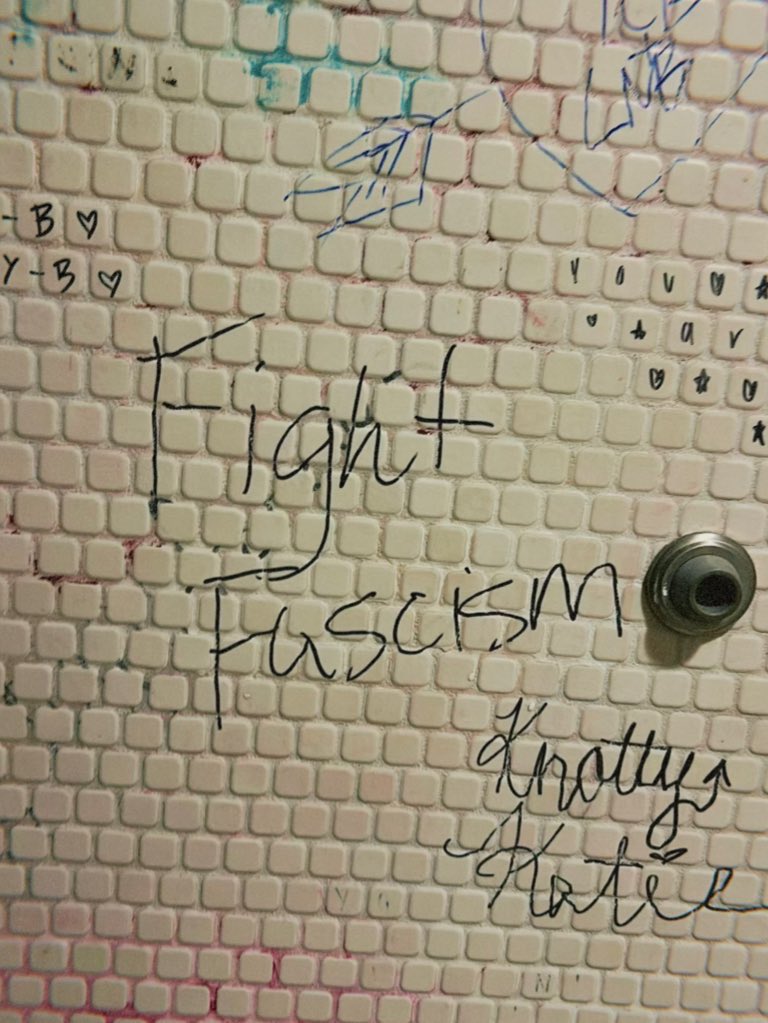 - B ♡
Y - B ♡
Y o u ♥ ★
♥ ★ a r
♥ ★ ♥
★
Fight
Fascism
Knotty
Katie